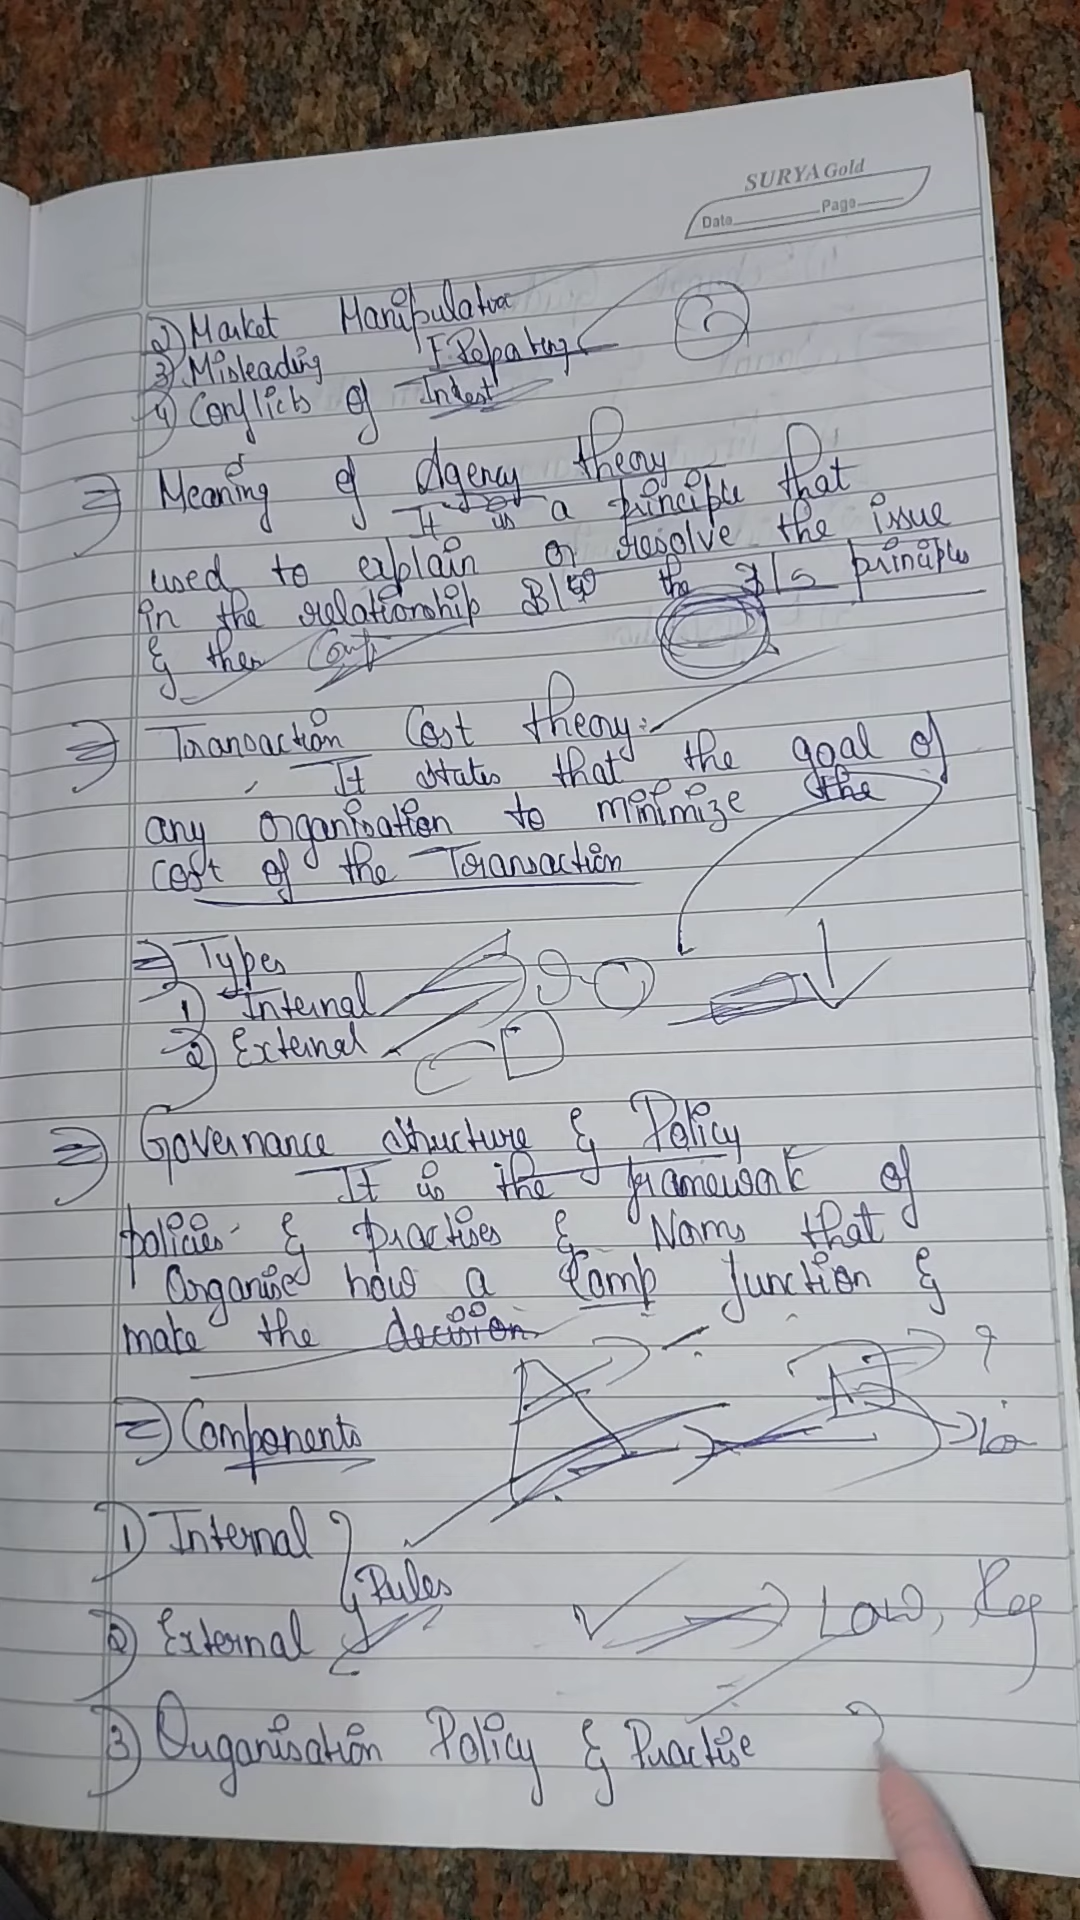 SURYA Gold
Date Page
2) Market Manipulation
3) Misleading F. Repating
4) Conflicts of Intest
⇒ Meaning of Agency theory
It is a principle that
used to explain or resolve the issue
in the relationship B/w the B/s principles
& their Comp
⇒ Transaction Cost theory:-
It states that the goal of
any organisation to minimize the
cost of the Transaction
⇒ Types
1) Internal
2) External
⇒ Governance structure & Policy
It is the framework of
policies & practises & Noms that
Organise how a Comp function &
make the decision
⇒ Components
1) Internal
Rules
2) External
Law, Reg
3) Organisation Policy & Practise